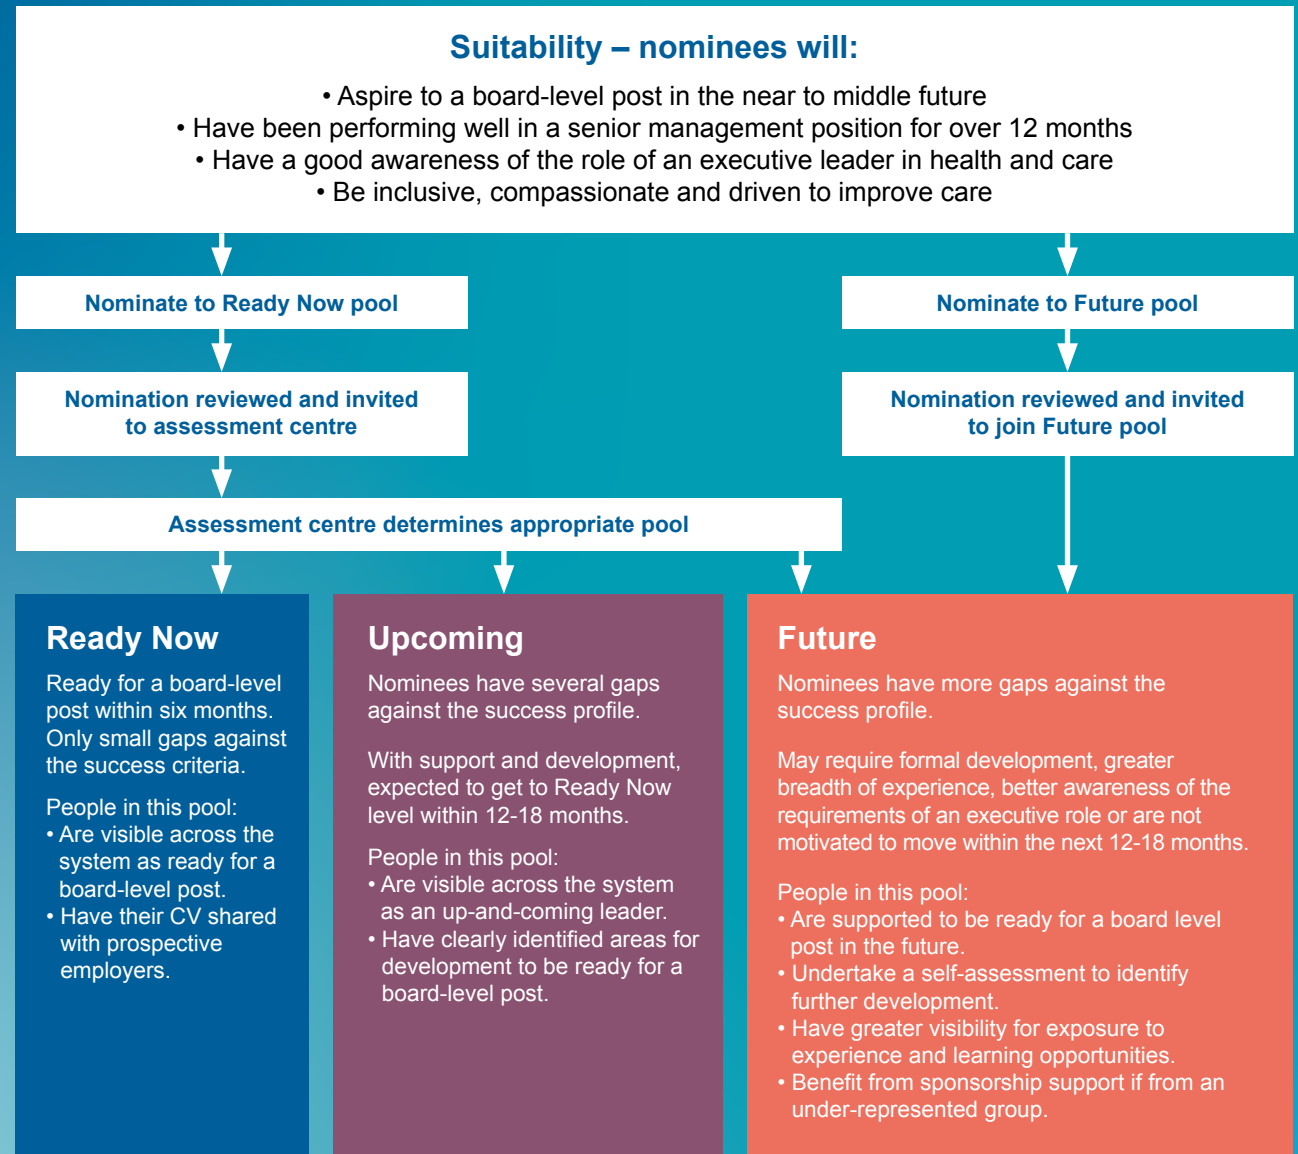 Suitability – nominees will:
• Aspire to a board-level post in the near to middle future
• Have been performing well in a senior management position for over 12 months
• Have a good awareness of the role of an executive leader in health and care
• Be inclusive, compassionate and driven to improve care
Nominate to Ready Now pool
Nominate to Future pool
Nomination reviewed and invited
to assessment centre
Nomination reviewed and invited
to join Future pool
Assessment centre determines appropriate pool
Ready Now
Ready for a board-level
post within six months.
Only small gaps against
the success criteria.
People in this pool:
• Are visible across the
system as ready for a
board-level post.
• Have their CV shared
with prospective
employers.
Upcoming
Nominees have several gaps
against the success profile.
With support and development,
expected to get to Ready Now
level within 12-18 months.
People in this pool:
• Are visible across the system
as an up-and-coming leader.
• Have clearly identified areas for
development to be ready for a
board-level post.
Future
Nominees have more gaps against the
success profile.
May require formal development, greater
breadth of experience, better awareness of the
requirements of an executive role or are not
motivated to move within the next 12-18 months.
People in this pool:
• Are supported to be ready for a board level
post in the future.
• Undertake a self-assessment to identify
further development.
• Have greater visibility for exposure to
experience and learning opportunities.
• Benefit from sponsorship support if from an
under-represented group.